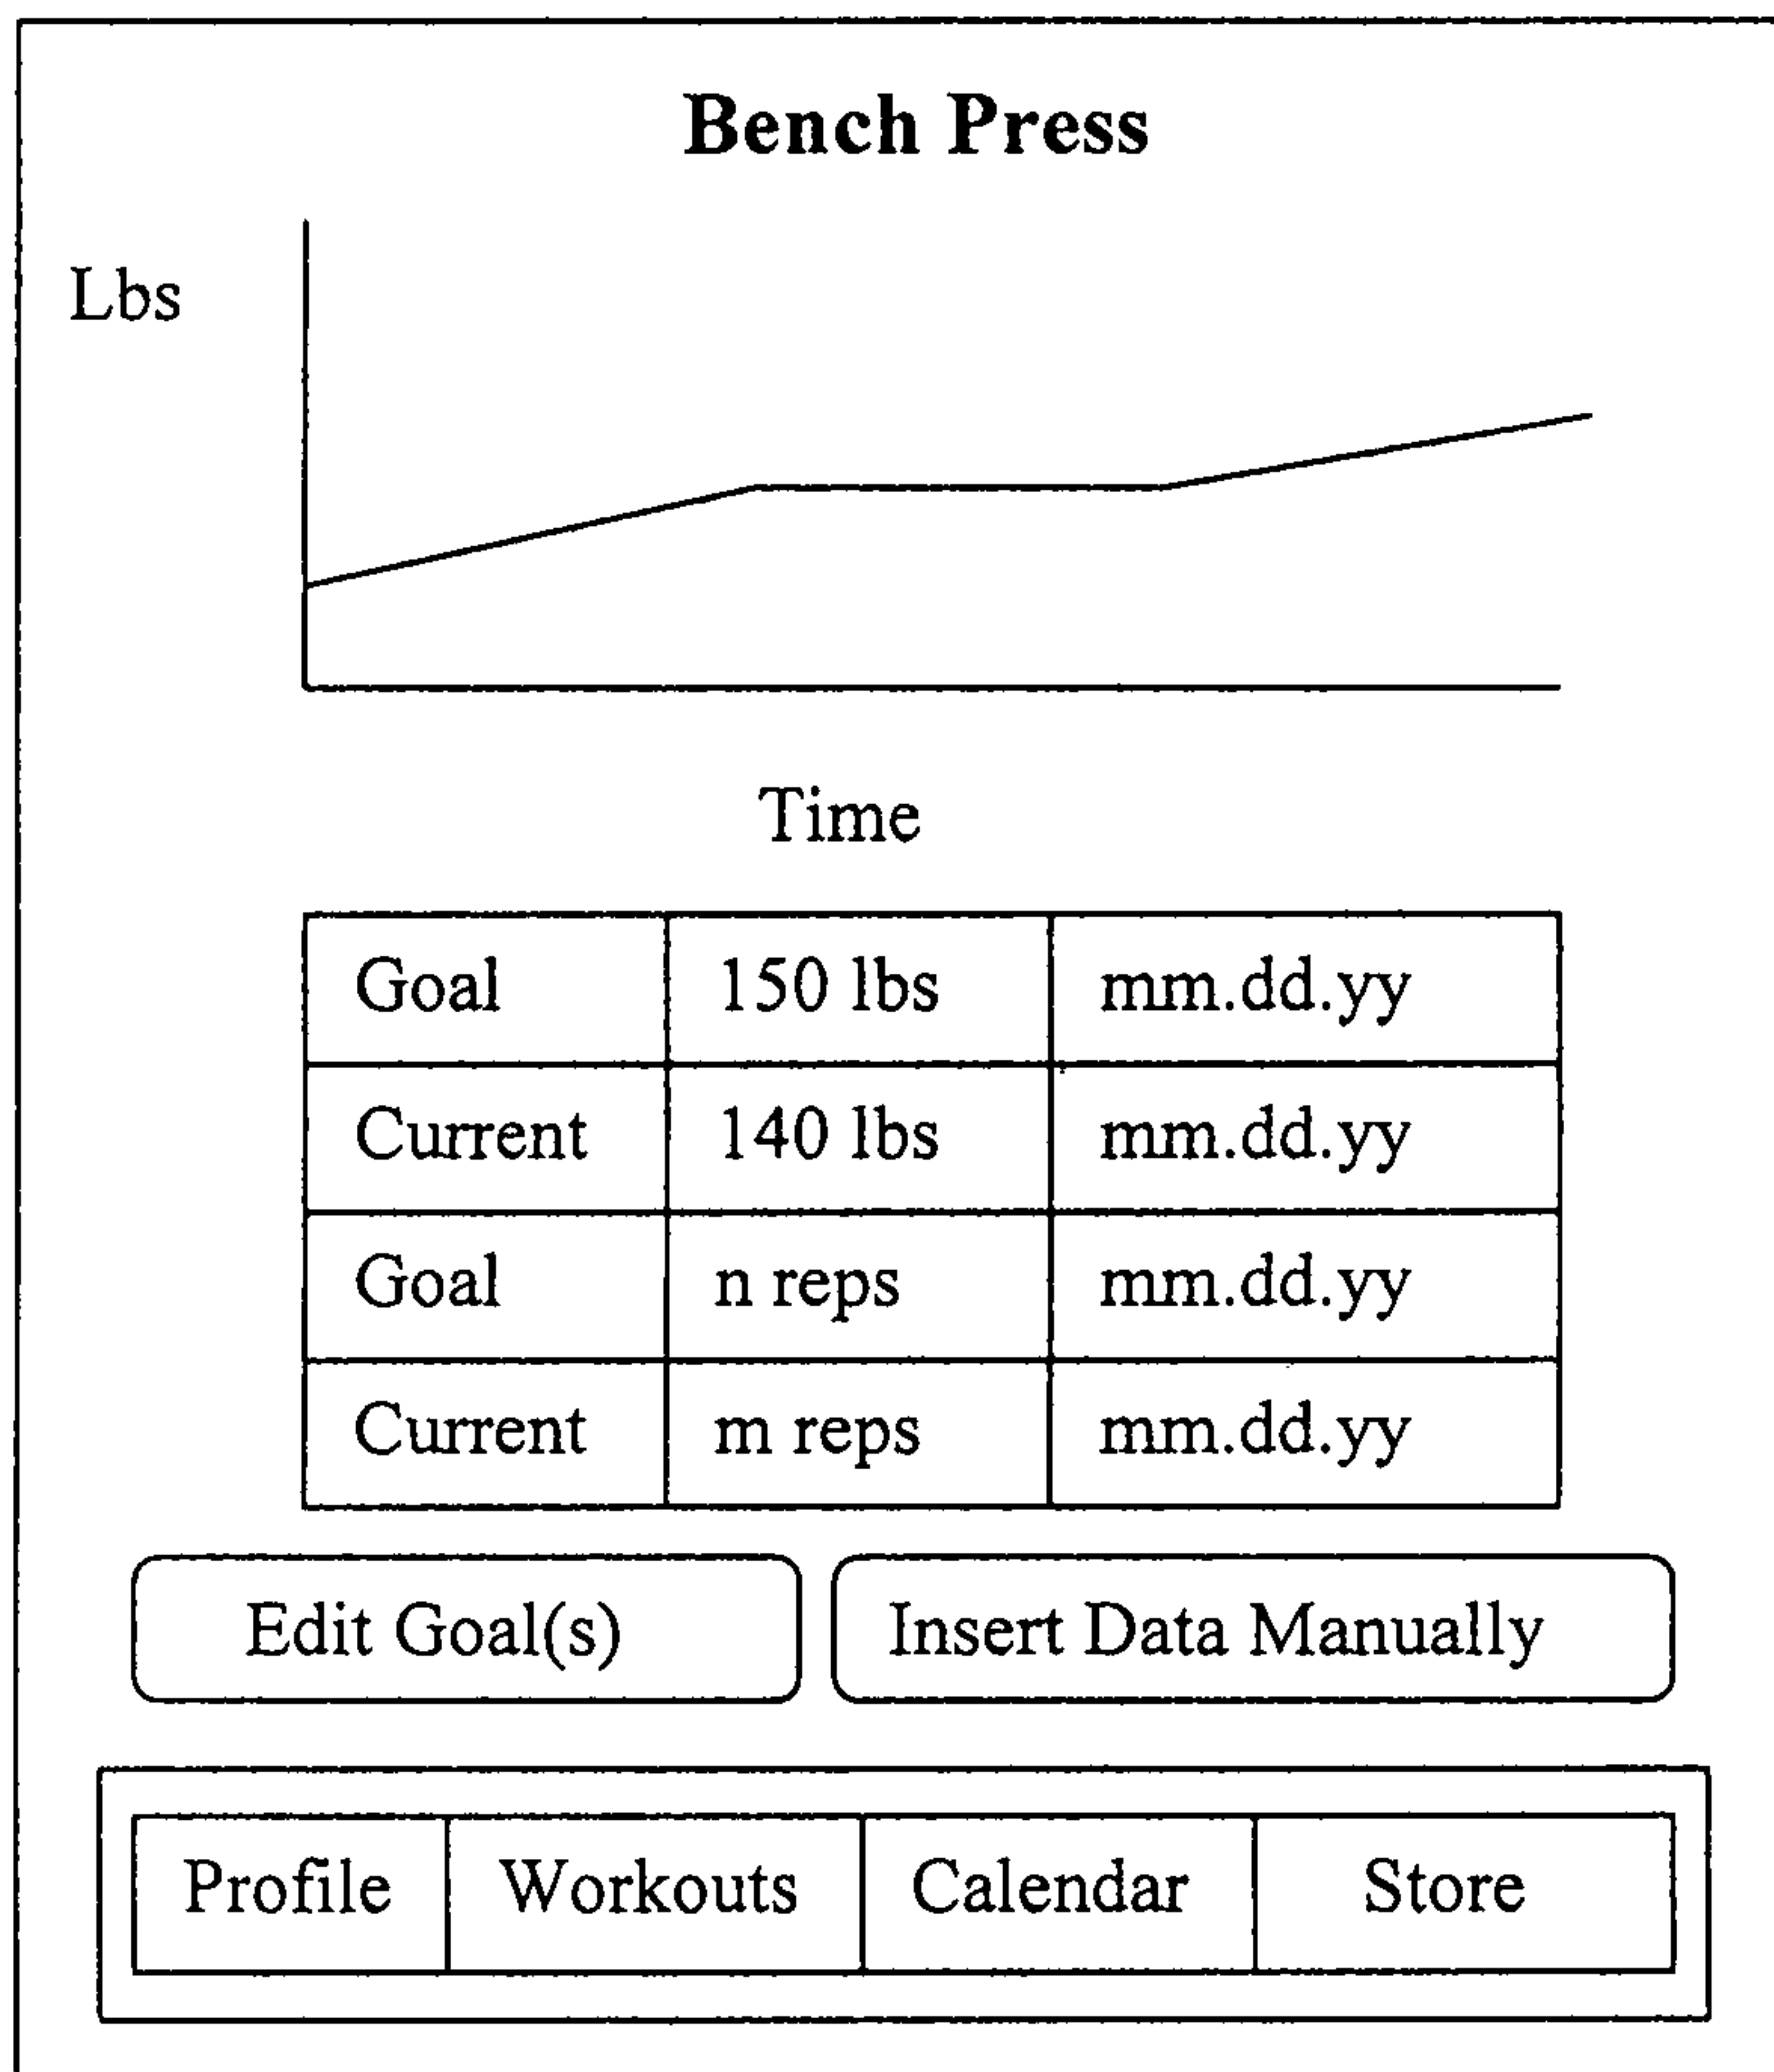 Bench Press
Lbs
Time
Goal 150 lbs mm.dd.yy
Current 140 lbs mm.dd.yy
Goal n reps mm.dd.yy
Current m reps mm.dd.yy
Edit Goal(s) Insert Data Manually
Profile Workouts Calendar Store